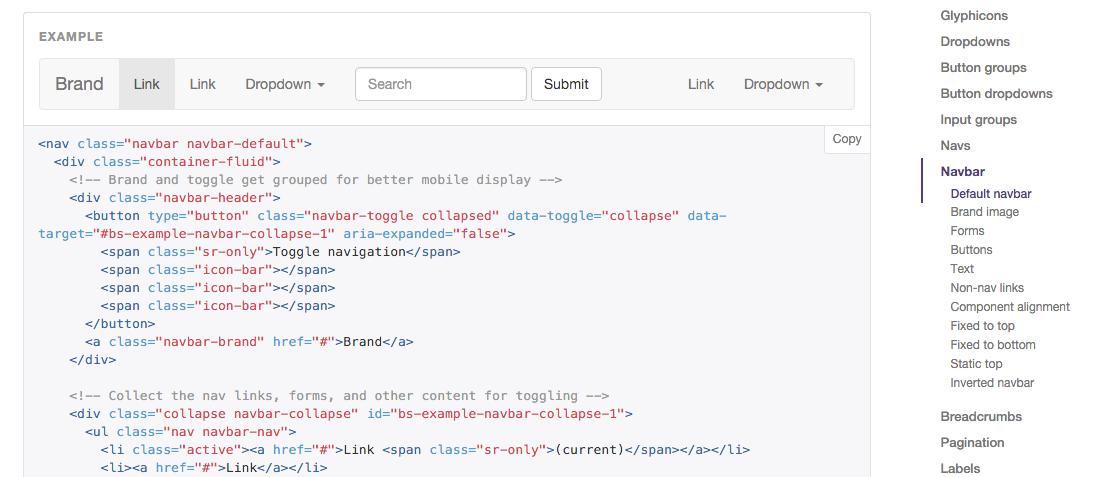 EXAMPLE
Brand Link Link Dropdown Search Submit Link Dropdown
Copy
<nav class="navbar navbar-default">
<div class="container-fluid">
<!-- Brand and toggle get grouped for better mobile display -->
<div class="navbar-header">
<button type="button" class="navbar-toggle collapsed" data-toggle="collapse" data-
target="#bs-example-navbar-collapse-1" aria-expanded="false">
<span class="sr-only">Toggle navigation</span>
<span class="icon-bar"></span>
<span class="icon-bar"></span>
<span class="icon-bar"></span>
</button>
<a class="navbar-brand" href="#">Brand</a>
</div>
<!-- Collect the nav links, forms, and other content for toggling -->
<div class="collapse navbar-collapse" id="bs-example-navbar-collapse-1">
<ul class="nav navbar-nav">
<li class="active"><a href="#">Link <span class="sr-only">(current)</span></a></li>
<li><a href="#">Link</a></li>
Glyphicons
Dropdowns
Button groups
Button dropdowns
Input groups
Navs
Navbar
Default navbar
Brand image
Forms
Buttons
Text
Non-nav links
Component alignment
Fixed to top
Fixed to bottom
Static top
Inverted navbar
Breadcrumbs
Pagination
Labels